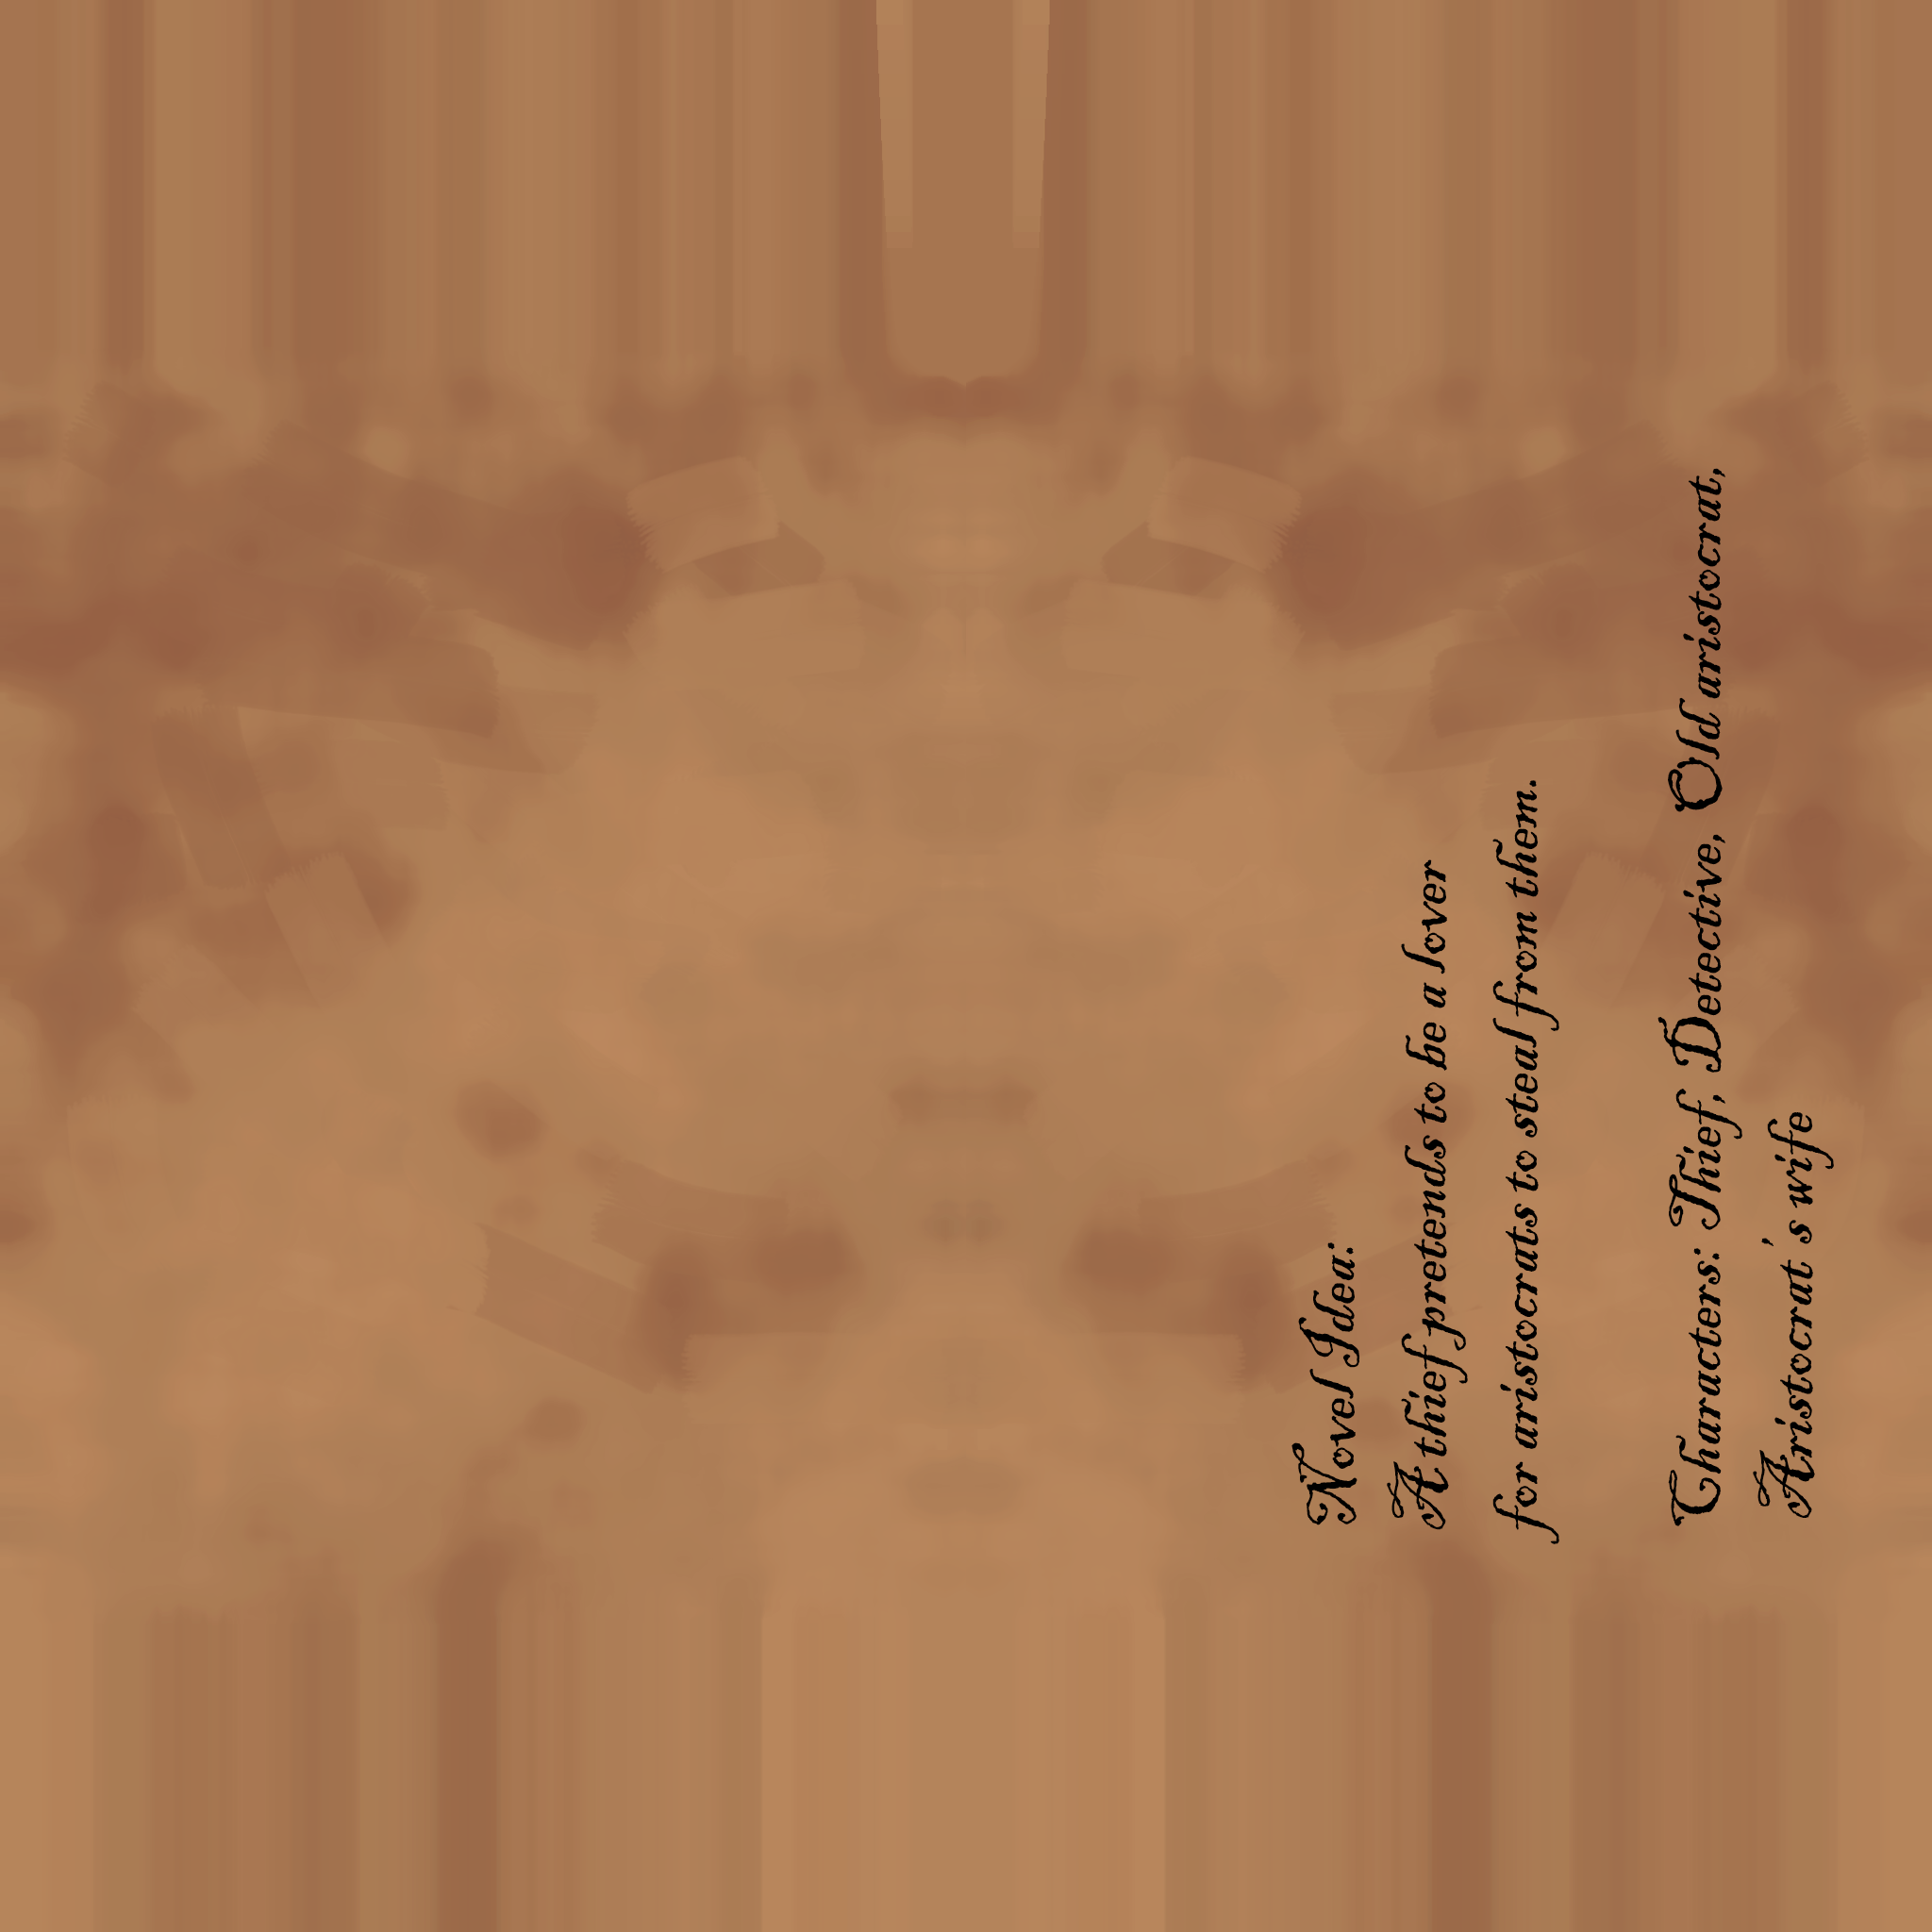 Novel Idea:
A thief pretends to be a lover
for aristocrats to steal from them.
Characters: Thief, Detective, Old aristocrat,
Aristocrat's wife